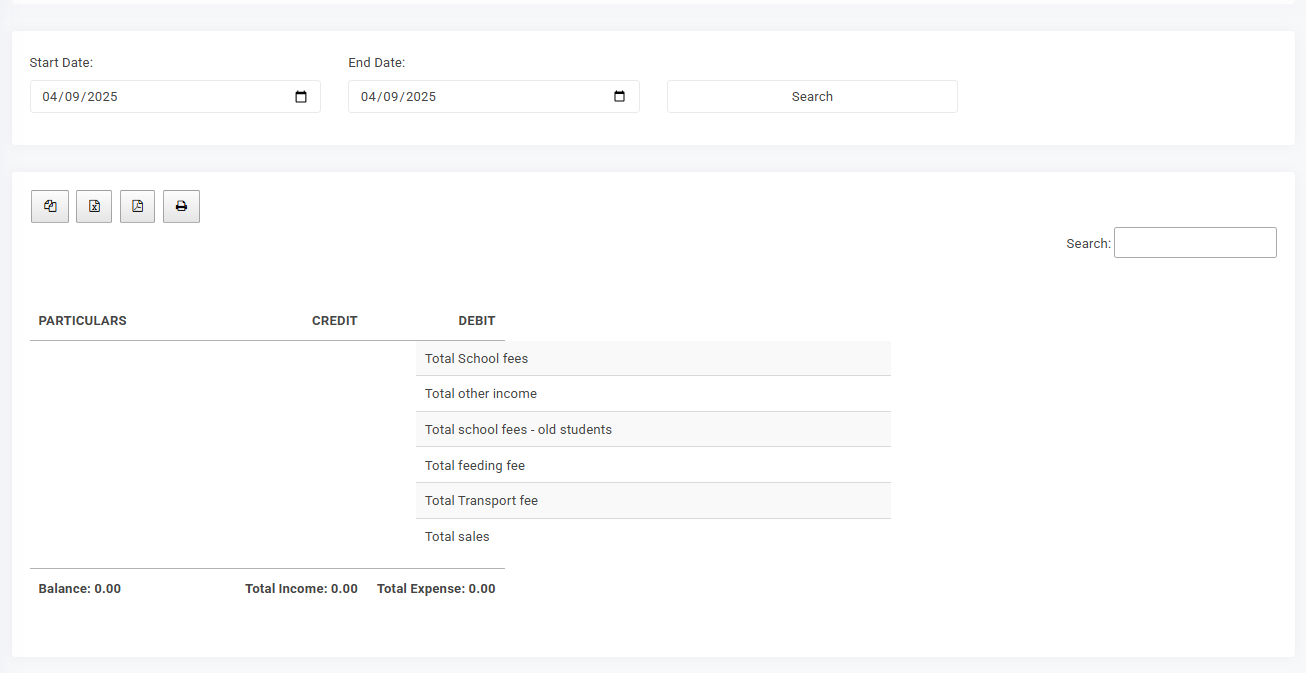 Start Date:
End Date:
04/09/2025
04/09/2025
Search
Search:
PARTICULARS CREDIT DEBIT
Total School fees
Total other income
Total school fees - old students
Total feeding fee
Total Transport fee
Total sales
Balance: 0.00 Total Income: 0.00 Total Expense: 0.00